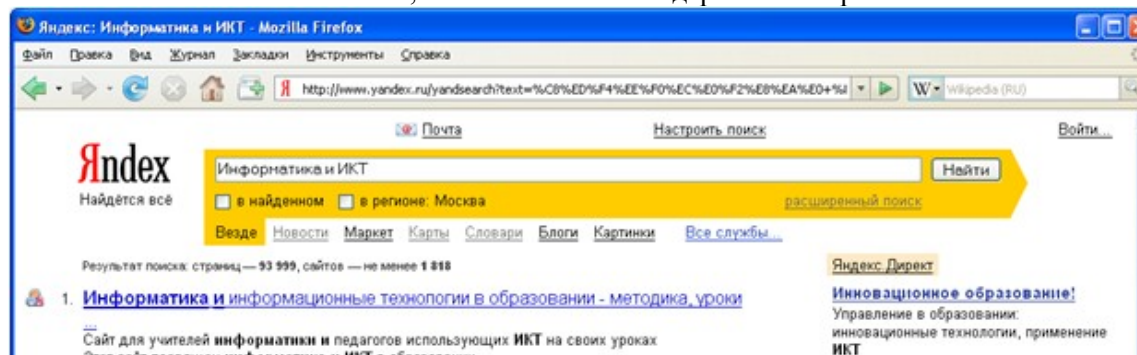 Яндекс: Информатика и ИКТ - Mozilla Firefox
Файл Правка Вид Журнал Закладки Инструменты Справка
http://www.yandex.ru/yandsearch?text=%C8%ED%F4%EE%F0%EC%E0%F2%E8%EA%E0+%
W Wikipedia (RU)
Почта Настроить поиск Войти...
Яndex
Найдётся всё
Информатика и ИКТ Найти
в найденном в регионе: Москва расширенный поиск
Везде Новости Маркет Карты Словари Блоги Картинки Все службы...
Результат поиска: страниц — 93 999, сайтов — не менее 1 818
1. Информатика и информационные технологии в образовании - методика, уроки
...
Сайт для учителей информатики и педагогов использующих ИКТ на своих уроках
Яндекс.Директ
Инновационное образование!
Управление в образовании:
инновационные технологии, применение
ИКТ